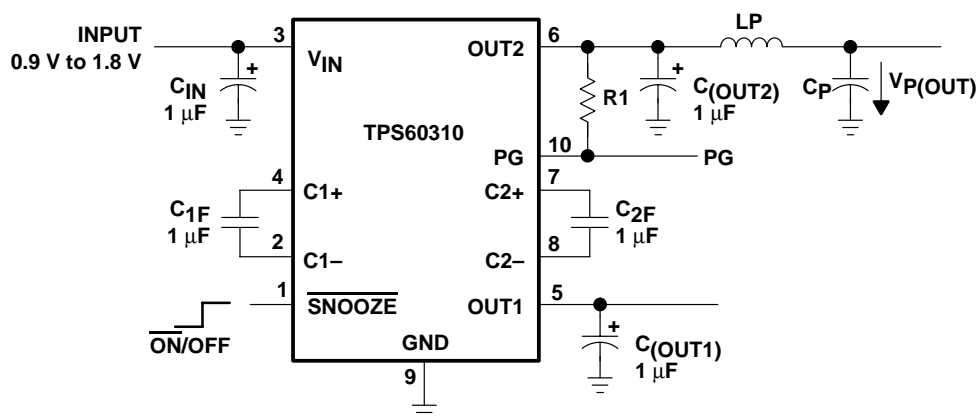 INPUT
0.9 V to 1.8 V
3
VIN
CIN
1 μF
+
TPS60310
OUT2
6
R1
+
C(OUT2)
1 μF
LP
CP
VP(OUT)
PG
10
PG
4
C1+
C1F
1 μF
2
C1−
7
C2+
C2F
1 μF
8
C2−
1
SNOOZE
ON/OFF
OUT1
5
+
C(OUT1)
1 μF
GND
9